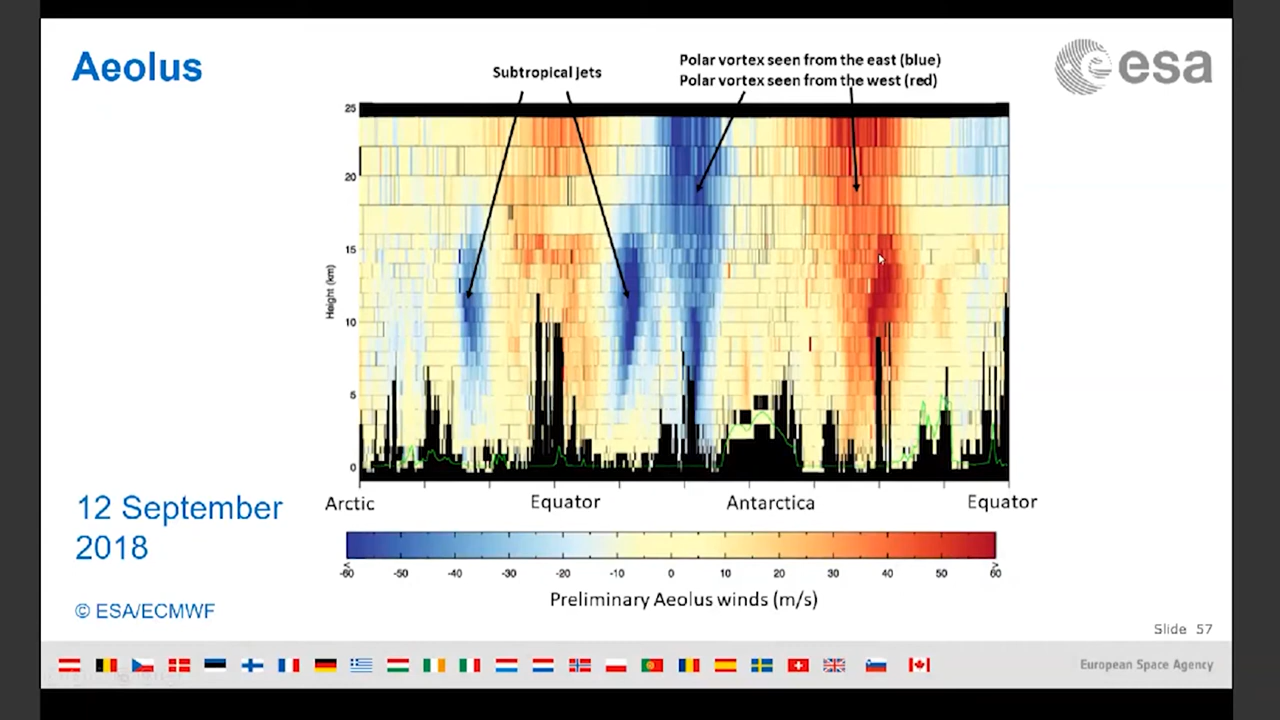 Aeolus
esa
Subtropical Jets
Polar vortex seen from the east (blue)
Polar vortex seen from the west (red)
25
20
15
10
5
0
Height (km)
Arctic
Equator
Antarctica
Equator
-60 -50 -40 -30 -20 -10 0 10 20 30 40 50 60
Preliminary Aeolus winds (m/s)
12 September
2018
© ESA/ECMWF
Slide 57
European Space Agency